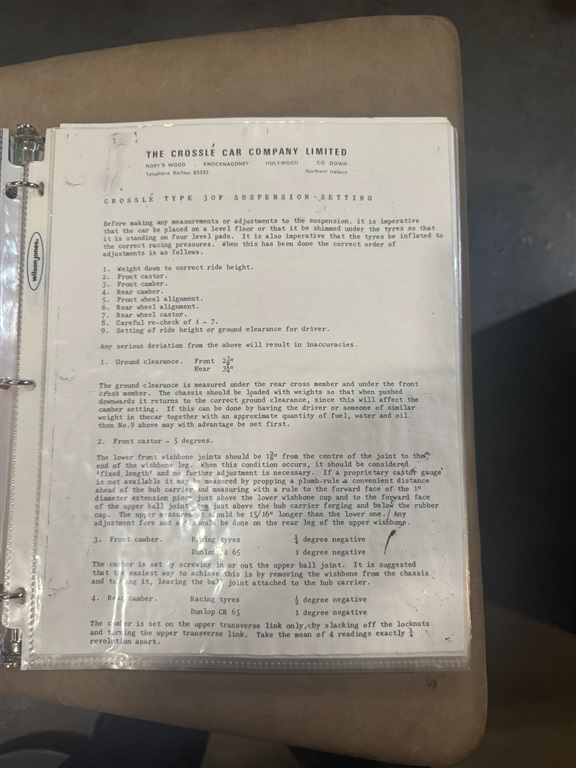 THE CROSSLÉ CAR COMPANY LIMITED
RORY'S WOOD · KNOCKNAGONEY HOLYWOOD CO DOWN
Telephone Belfast 63332 Northern Ireland
CROSSLÉ TYPE 30F SUSPENSION SETTING
Before making any measurements or adjustments to the suspension, it is imperative
that the car be placed on a level floor or that it be shimmed under the tyres so that
it is standing on four level pads. It is also imperative that the tyres be inflated to
the correct racing pressures. When this has been done the correct order of
adjustments is as follows.
1. Weight down to correct ride height.
2. Front castor.
3. Front camber.
4. Rear camber.
5. Front wheel alignment.
6. Rear wheel alignment.
7. Rear wheel castor.
8. Careful re-check of 4 - 7.
9. Setting of ride height or ground clearance for driver.
Any serious deviation from the above will result in inaccuracies.
1. Ground clearance. Front
Rear
The ground clearance is measured under the rear cross member and under the front
cross member. The chassis should be loaded with weights so that when pushed
downwards it returns to the correct ground clearance, since this will affect the
camber setting. If this can be done by having the driver or someone of similar
weight in thecar together with an approximate quantity of fuel, water and oil
then No.9 above may with advantage be set first.
2. Front castor - 5 degrees.
The lower front wishbone joints should be from the centre of the joint to the
end of the wishbone leg. When this condition occurs, it should be considered
'fixed length' and no further adjustment is necessary. If a proprietary castor gauge
is not available it may be measured by propping a plumb-rule a convenient distance
ahead of the hub carrier and measuring with a rule to the forward face of the 1"
diameter extension piece just above the lower wishbone cup and to the forward face
of the upper ball joint just above the hub carrier forging and below the rubber
cap. The upper measurement should be 15/16" longer than the lower one. Any
adjustment fore and aft should be done on the rear leg of the upper wishbone.
3. Front camber. Racing tyres degree negative
Dunlop CR 65 1 degree negative
The camber is set by screwing in or out the upper ball joint. It is suggested
that the easiest way to achieve this is by removing the wishbone from the chassis
and turning it, leaving the ball joint attached to the hub carrier.
4. Rear camber. Racing tyres degree negative
Dunlop CR 65 1 degree negative
The camber is set on the upper transverse link only, by slacking off the locknuts
and turning the upper transverse link. Take the mean of 4 readings exactly
revolution apart.
wilson jones